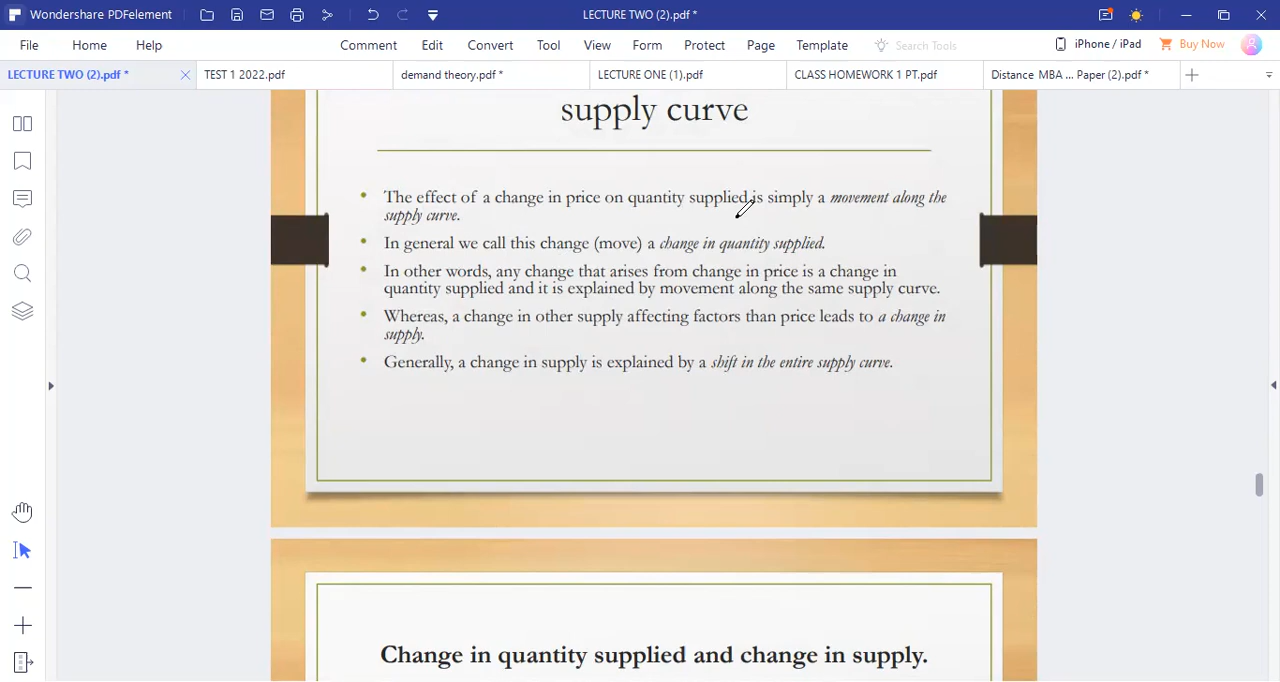 Wondershare PDFelement
LECTURE TWO (2).pdf *
File Home Help Comment Edit Convert Tool View Form Protect Page Template Search Tools iPhone / iPad Buy Now
LECTURE TWO (2).pdf * TEST 1 2022.pdf demand theory.pdf * LECTURE ONE (1).pdf CLASS HOMEWORK 1 PT.pdf Distance MBA ... Paper (2).pdf *
supply curve
• The effect of a change in price on quantity supplied is simply a movement along the
supply curve.
• In general we call this change (move) a change in quantity supplied.
• In other words, any change that arises from change in price is a change in
quantity supplied and it is explained by movement along the same supply curve.
• Whereas, a change in other supply affecting factors than price leads to a change in
supply.
• Generally, a change in supply is explained by a shift in the entire supply curve.
Change in quantity supplied and change in supply.